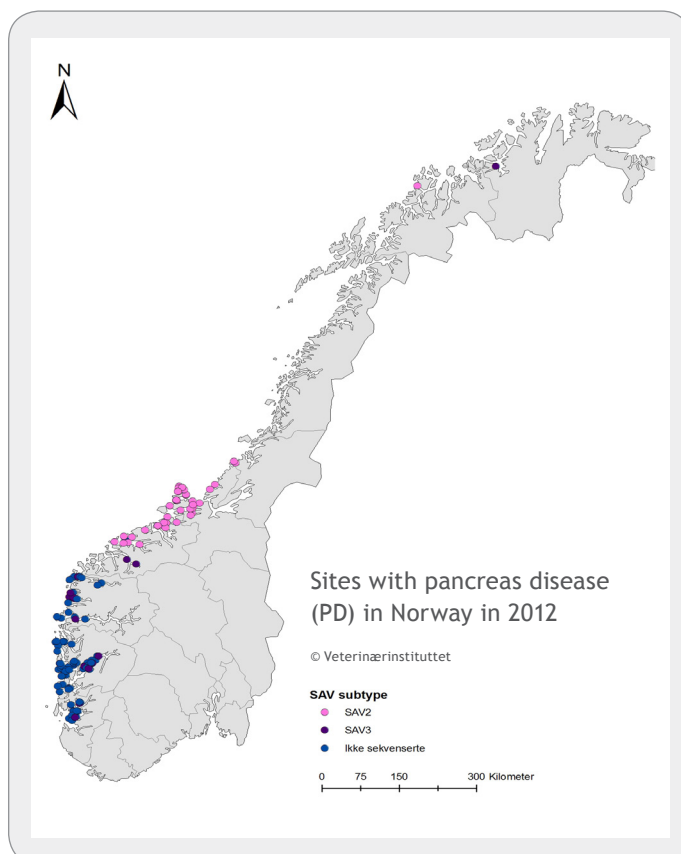 N
Sites with pancreas disease
(PD) in Norway in 2012
© Veterinærinstituttet
SAV subtype
SAV2
SAV3
Ikke sekvenserte
0 75 150 300 Kilometer